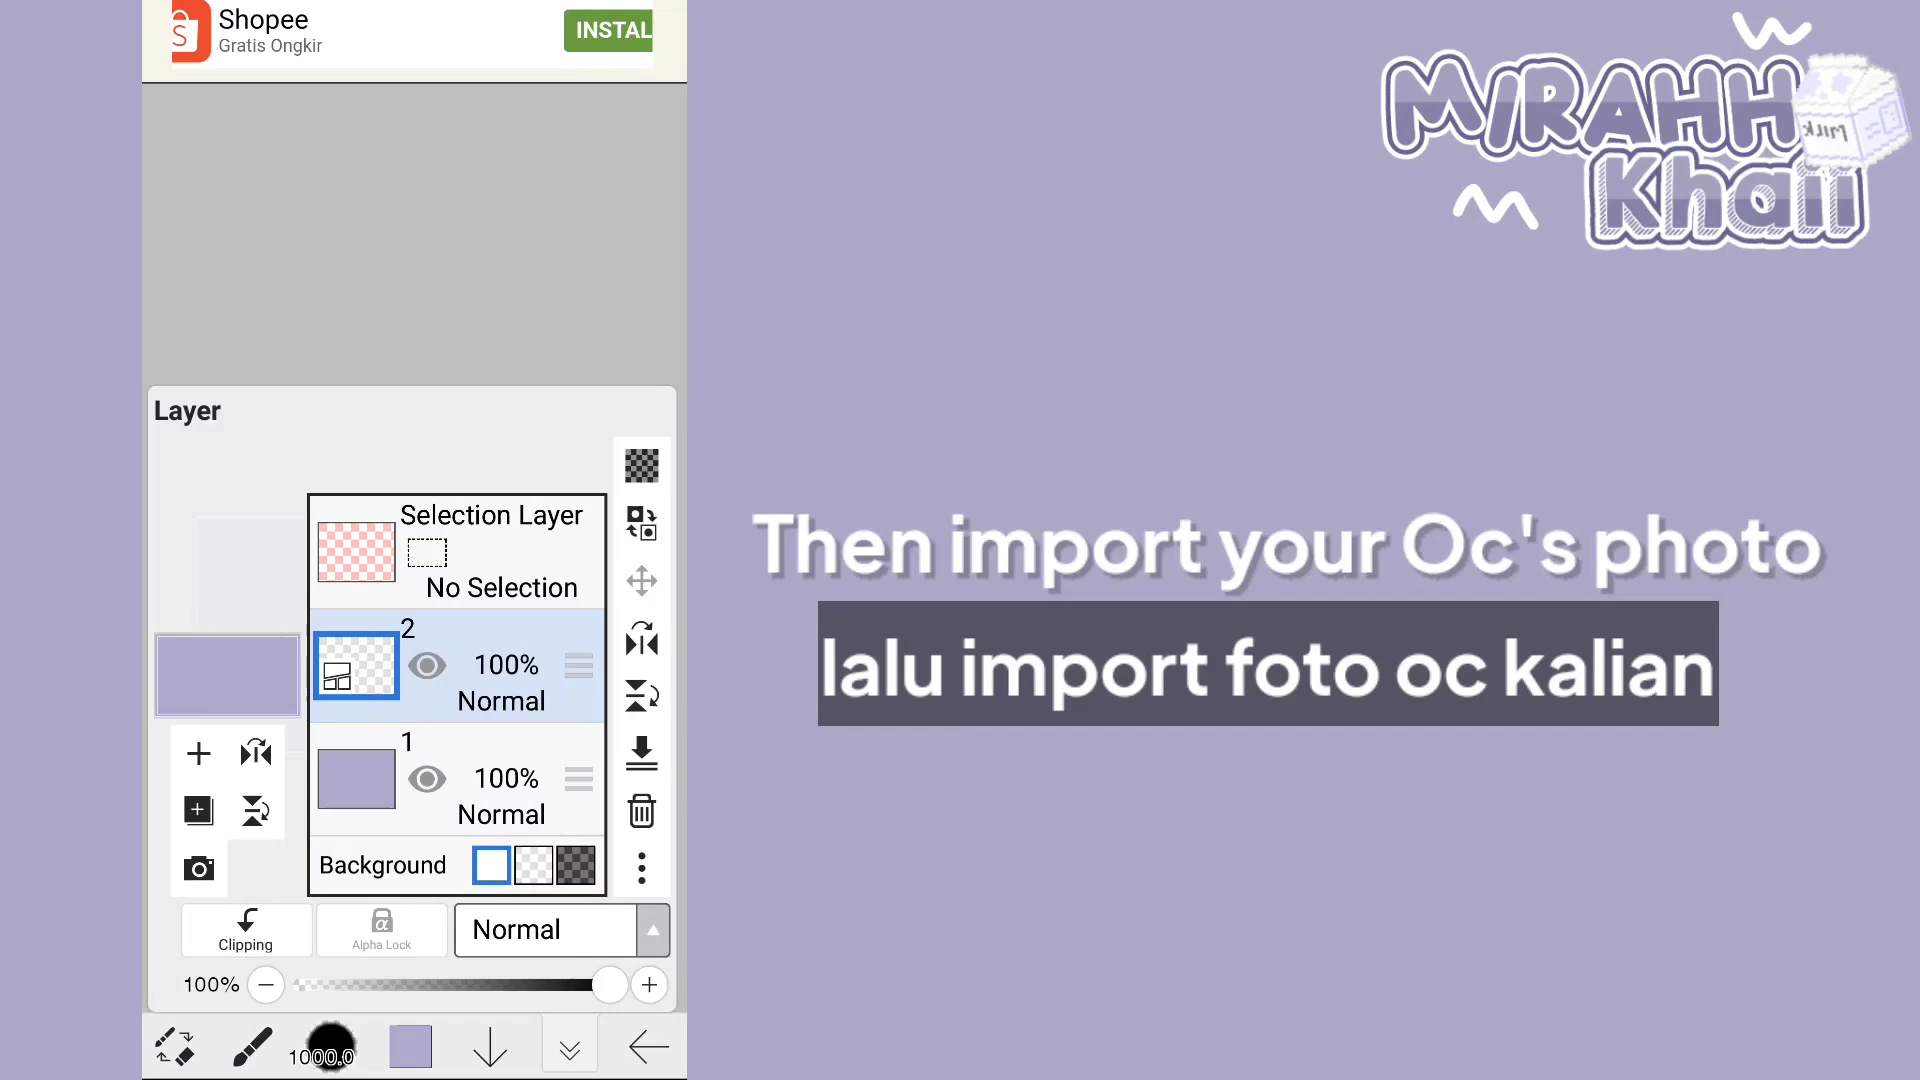 Shopee
Gratis Ongkir
INSTAL
MIRAHH
Khaii
Layer
Selection Layer
No Selection
2
100%
Normal
1
100%
Normal
Background
Clipping
Alpha Lock
Normal
100%
1000.0
Then import your Oc's photo
lalu import foto oc kalian